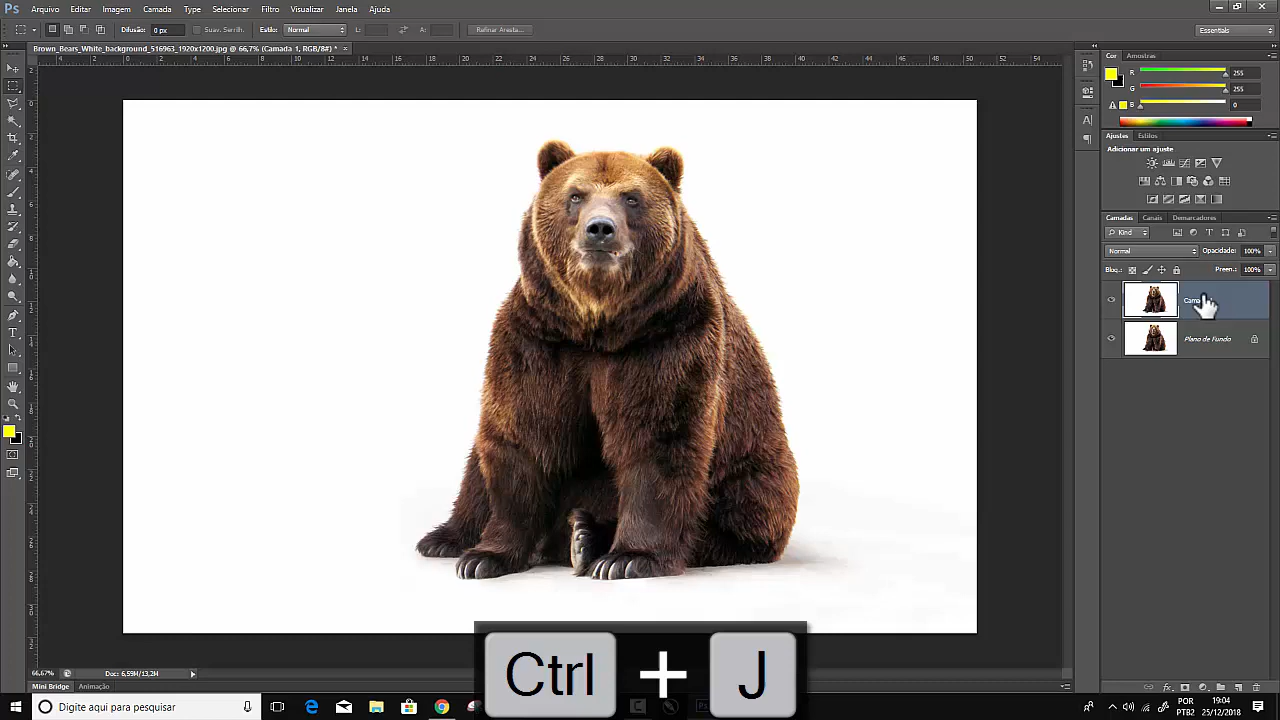 Ps Arquivo Editar Imagem Camada Type Selecionar Filtro Visualizar Janela Ajuda
Difusão: 0 px Suav. Serrilh. Estilo: Normal L: A: Refinar Aresta... Essentials
Brown_Bears_White_background_516963_1920x1200.jpg @ 66,7% (Camada 1, RGB/8#) *
Cor Amostras
R 255
G 255
B 0
Ajustes Estilos
Adicionar um ajuste
Camadas Canais Demarcadores
Kind
Normal Opacidade: 100%
Bloq.: Preen.: 100%
Plano de Fundo
66,67% Doc: 6,59M/13,2M
Mini Bridge Animação
Ctrl + J
Digite aqui para pesquisar
POR 19:04
PTB2 25/12/2018